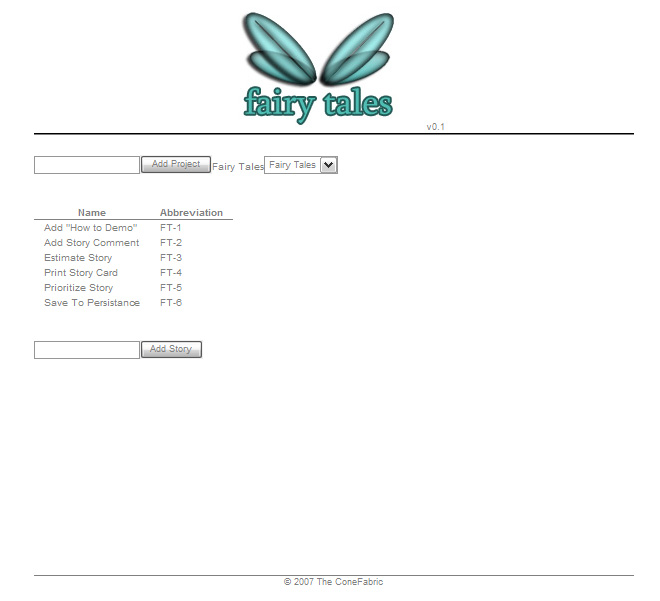 fairy tales
v0.1
Add Project Fairy Tales Fairy Tales
Name Abbreviation
Add "How to Demo" FT-1
Add Story Comment FT-2
Estimate Story FT-3
Print Story Card FT-4
Prioritize Story FT-5
Save To Persistance FT-6
Add Story
© 2007 The ConeFabric